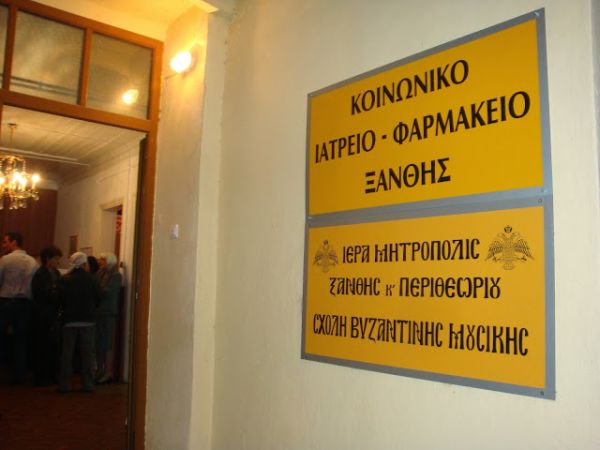 ΚΟΙΝΩΝΙΚΟ
ΙΑΤΡΕΙΟ - ΦΑΡΜΑΚΕΙΟ
ΞΑΝΘΗΣ
ΙΕΡΑ ΜΗΤΡΟΠΟΛΙΣ
ΞΑΝΘΗΣ κ' ΠΕΡΙΘΕΩΡΙΟΥ
ΣΧΟΛΗ ΒΥΖΑΝΤΙΝΗΣ ΜΟΥΣΙΚΗΣ